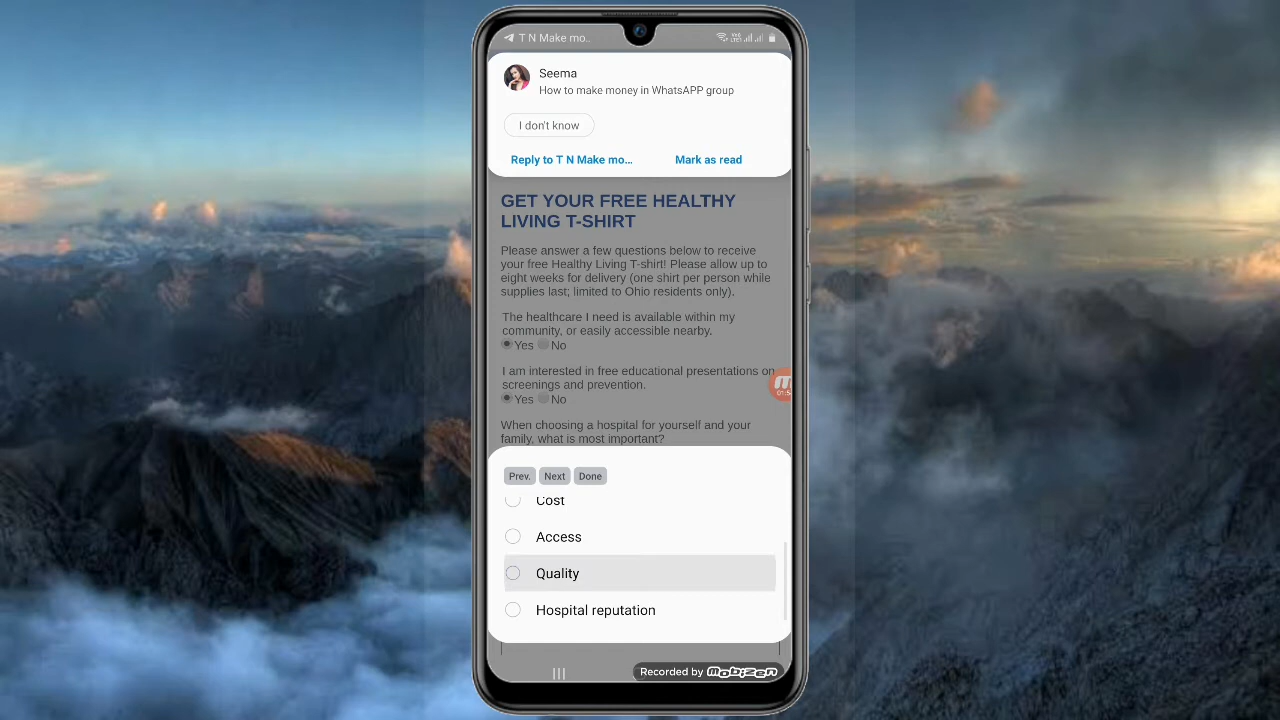 T N Make mo..
Seema
How to make money in WhatsAPP group
I don't know
Reply to T N Make mo...
Mark as read
GET YOUR FREE HEALTHY
LIVING T-SHIRT
Please answer a few questions below to receive
your free Healthy Living T-shirt! Please allow up to
eight weeks for delivery (one shirt per person while
supplies last; limited to Ohio residents only).
The healthcare I need is available within my
community, or easily accessible nearby.
Yes No
I am interested in free educational presentations on
screenings and prevention.
Yes No
When choosing a hospital for yourself and your
family, what is most important?
Prev. Next Done
Cost
Access
Quality
Hospital reputation
Recorded by mobizen